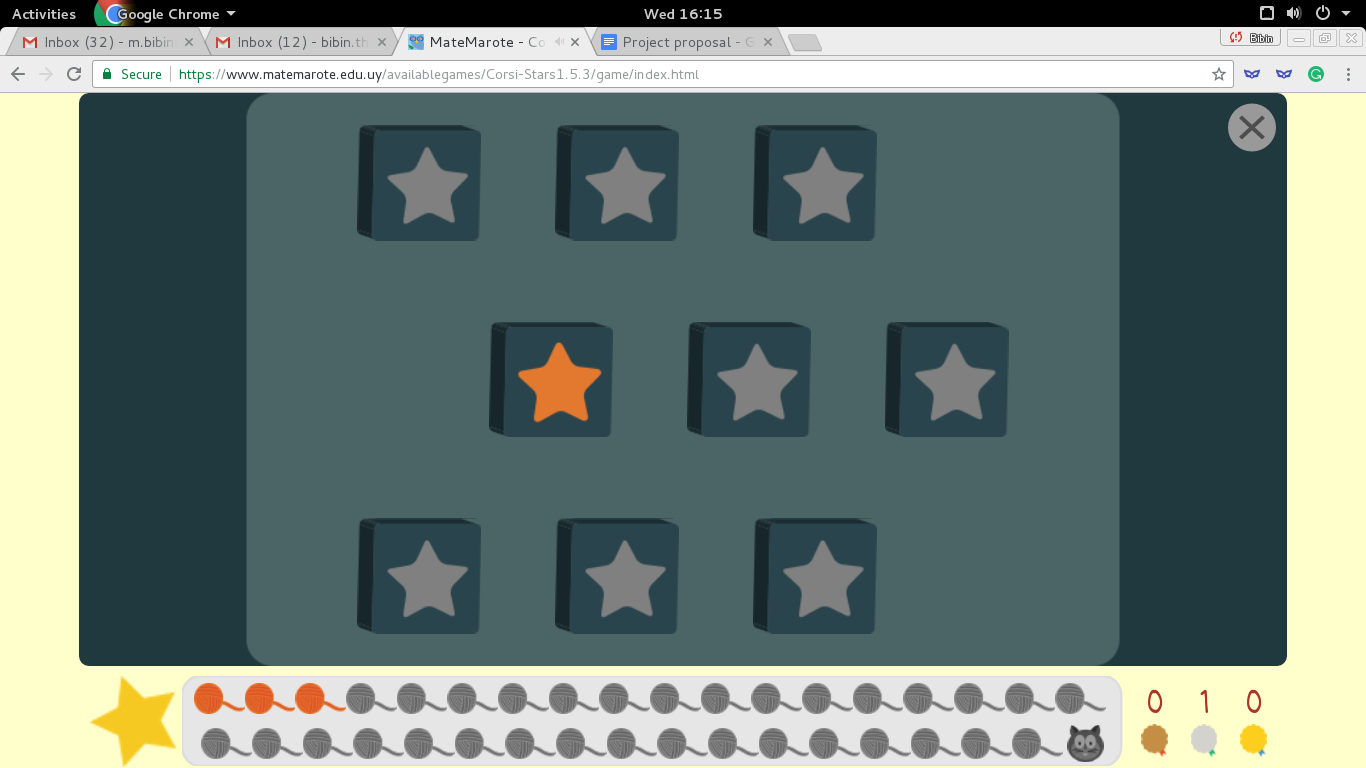 Activities Google Chrome Wed 16:15
Inbox (32) - m.bibin Inbox (12) - bibin.th MateMarote - Co Project proposal - G Bibin
Secure https://www.matemarote.edu.uy/availablegames/Corsi-Stars1.5.3/game/index.html
0 1 0